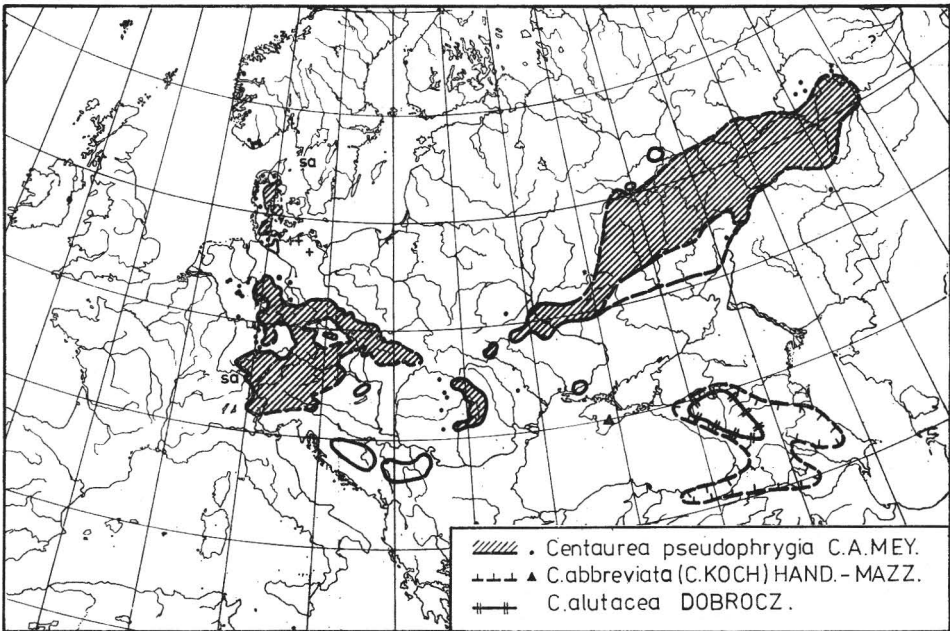 sa
sa
Centaurea pseudophrygia C.A.MEY.
C.abbreviata (C.KOCH) HAND.-MAZZ.
C.alutacea DOBROCZ.